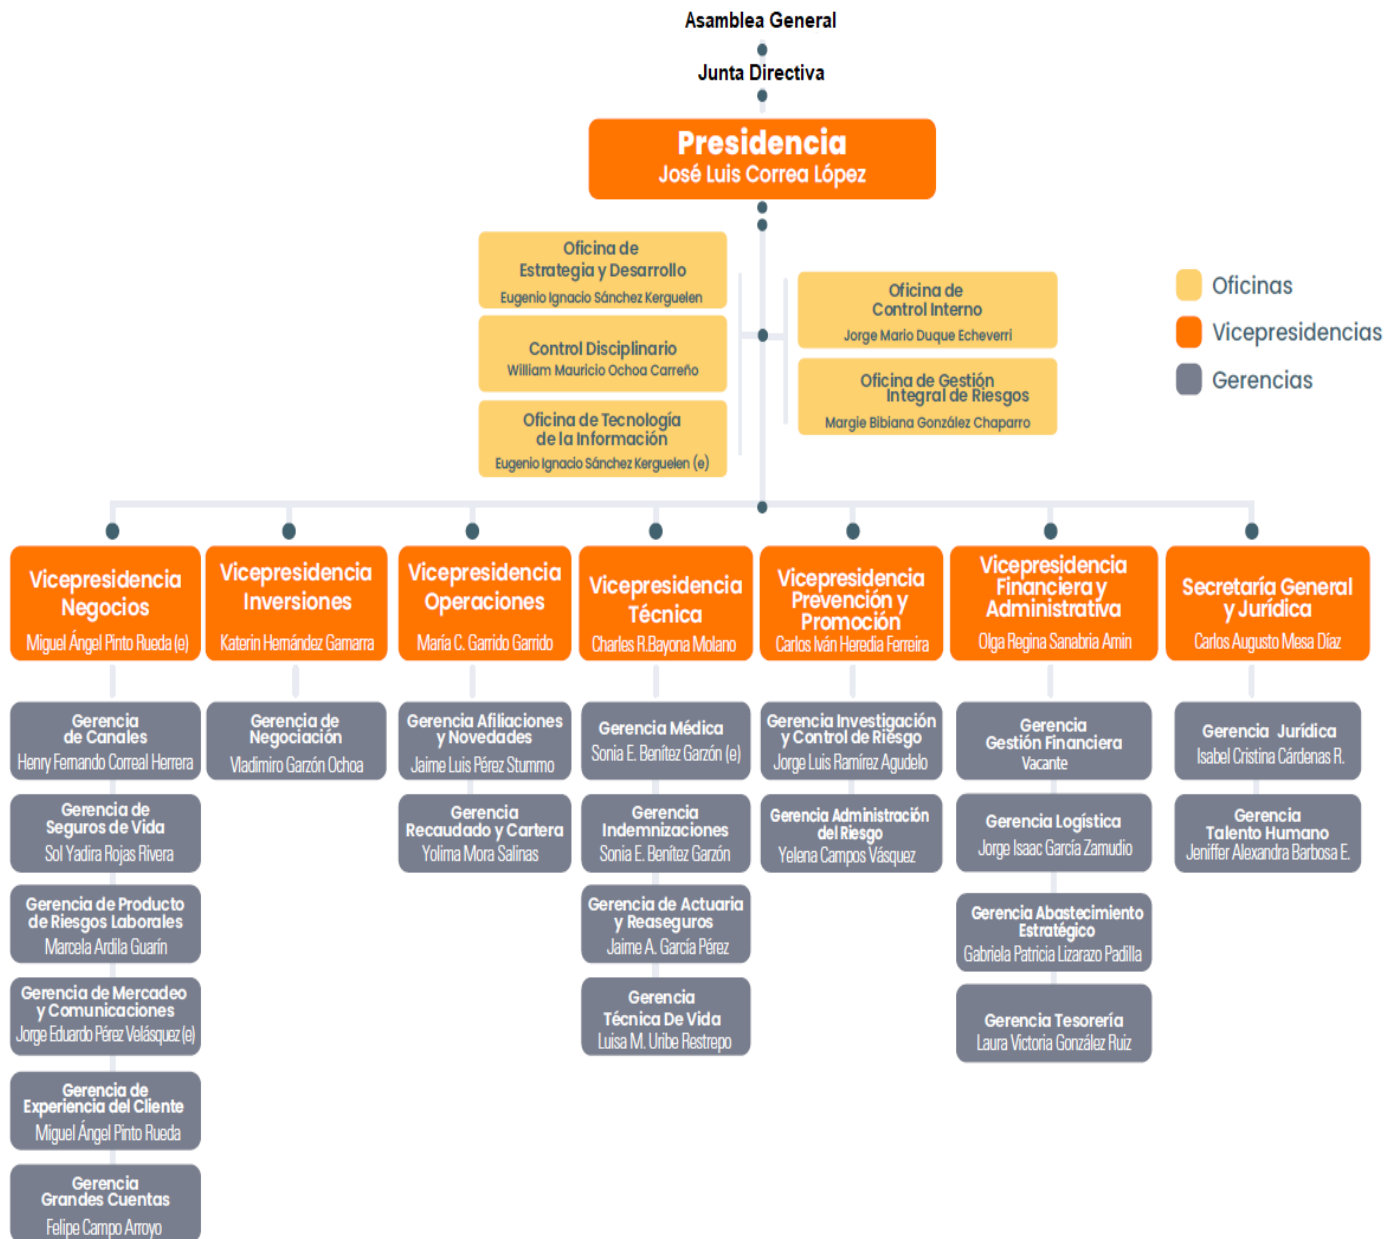 Asamblea General
Junta Directiva
Presidencia
José Luis Correa López
Oficina de
Estrategia y Desarrollo
Eugenio Ignacio Sánchez Kerguelen
Control Disciplinario
William Mauricio Ochoa Carreño
Oficina de Tecnología
de la Información
Eugenio Ignacio Sánchez Kerguelen (e)
Oficina de
Control Interno
Jorge Mario Duque Echeverri
Oficina de Gestión
Integral de Riesgos
Margie Bibiana González Chaparro
Oficinas
Vicepresidencias
Gerencias
Vicepresidencia
Negocios
Miguel Ángel Pinto Rueda (e)
Vicepresidencia
Inversiones
Katerin Hernández Gamarra
Vicepresidencia
Operaciones
María C. Garrido Garrido
Vicepresidencia
Técnica
Charles R.Bayona Molano
Vicepresidencia
Prevención y
Promoción
Carlos Iván Heredia Ferreira
Vicepresidencia
Financiera y
Administrativa
Olga Regina Sanabria Amin
Secretaría General
y Jurídica
Carlos Augusto Mesa Díaz
Gerencia
de Canales
Henry Fernando Correal Herrera
Gerencia de
Seguros de Vida
Sol Yadira Rojas Rivera
Gerencia de Producto
de Riesgos Laborales
Marcela Ardila Guarín
Gerencia de Mercadeo
y Comunicaciones
Jorge Eduardo Pérez Velásquez (e)
Gerencia de
Experiencia del Cliente
Miguel Ángel Pinto Rueda
Gerencia
Grandes Cuentas
Felipe Campo Arroyo
Gerencia de
Negociación
Vladimiro Garzón Ochoa
Gerencia Afiliaciones
y Novedades
Jaime Luis Pérez Stummo
Gerencia
Recaudado y Cartera
Yolima Mora Salinas
Gerencia Médica
Sonia E. Benítez Garzón (e)
Gerencia
Indemnizaciones
Sonia E. Benítez Garzón
Gerencia de Actuaria
y Reaseguros
Jaime A. García Pérez
Gerencia
Técnica De Vida
Luisa M. Uribe Restrepo
Gerencia Investigación
y Control de Riesgo
Jorge Luis Ramírez Agudelo
Gerencia Administración
del Riesgo
Yelena Campos Vásquez
Gerencia
Gestión Financiera
Vacante
Gerencia Logística
Jorge Isaac García Zamudio
Gerencia Abastecimiento
Estratégico
Gabriela Patricia Lizarazo Padilla
Gerencia Tesorería
Laura Victoria González Ruiz
Gerencia Jurídica
Isabel Cristina Cárdenas R.
Gerencia
Talento Humano
Jeniffer Alexandra Barbosa E.